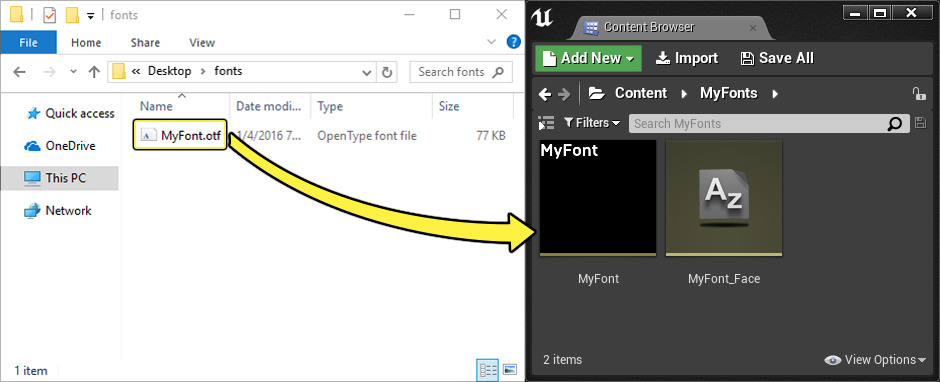 fonts
File
Home
Share
View
« Desktop › fonts
Search fonts
Name
Date modi...
Type
Size
MyFont.otf
1/4/2016 7...
OpenType font file
77 KB
Quick access
OneDrive
This PC
Network
1 item
Content Browser
Add New
Import
Save All
Content
MyFonts
Filters
Search MyFonts
MyFont
Az
MyFont
MyFont_Face
2 items
View Options